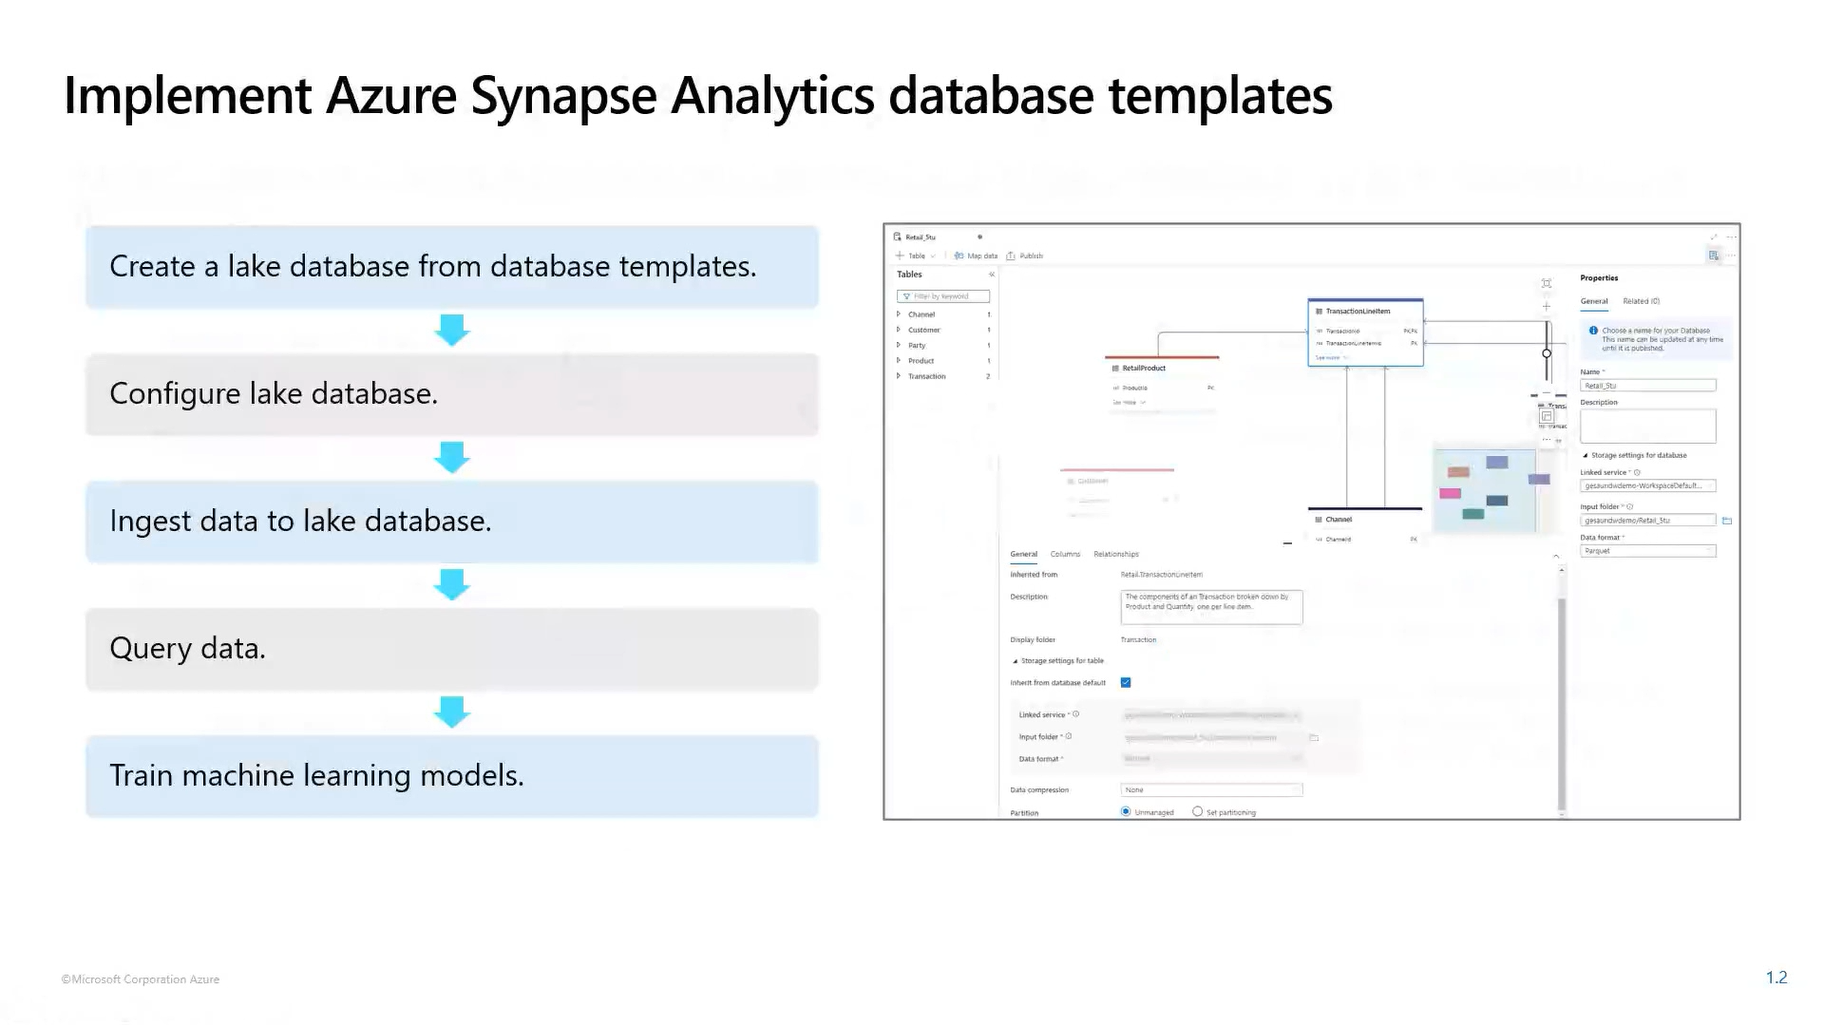 Implement Azure Synapse Analytics database templates
Create a lake database from database templates.
Configure lake database.
Ingest data to lake database.
Query data.
Train machine learning models.
Retail_Stu
Table
Map data
Publish
Tables
Filter by keyword
Channel 1
Customer 1
Party 1
Product 1
Transaction 2
TransactionLineItem
TransactionId PK,FK
PK
See more
RetailProduct
ProductId PK
See more
Customer
Channel
ChannelId PK
General Columns Relationships
Inherited from Retail.TransactionLineItem
Description
The components of an Transaction broken down by
Product and Quantity, one per line item.
Display folder Transaction
Storage settings for table
Inherit from database default
Linked service *
Input folder *
Data format *
Data compression None
Partition Unmanaged Set partitioning
Properties
General Related (0)
Choose a name for your Database
This name can be updated at any time
until it is published.
Name *
Retail_Stu
Description
Storage settings for database
Linked service *
gesaundwdemo-WorkspaceDefault...
Input folder *
gesaundwdemo/Retail_Stu
Data format *
Parquet
©Microsoft Corporation Azure
1.2